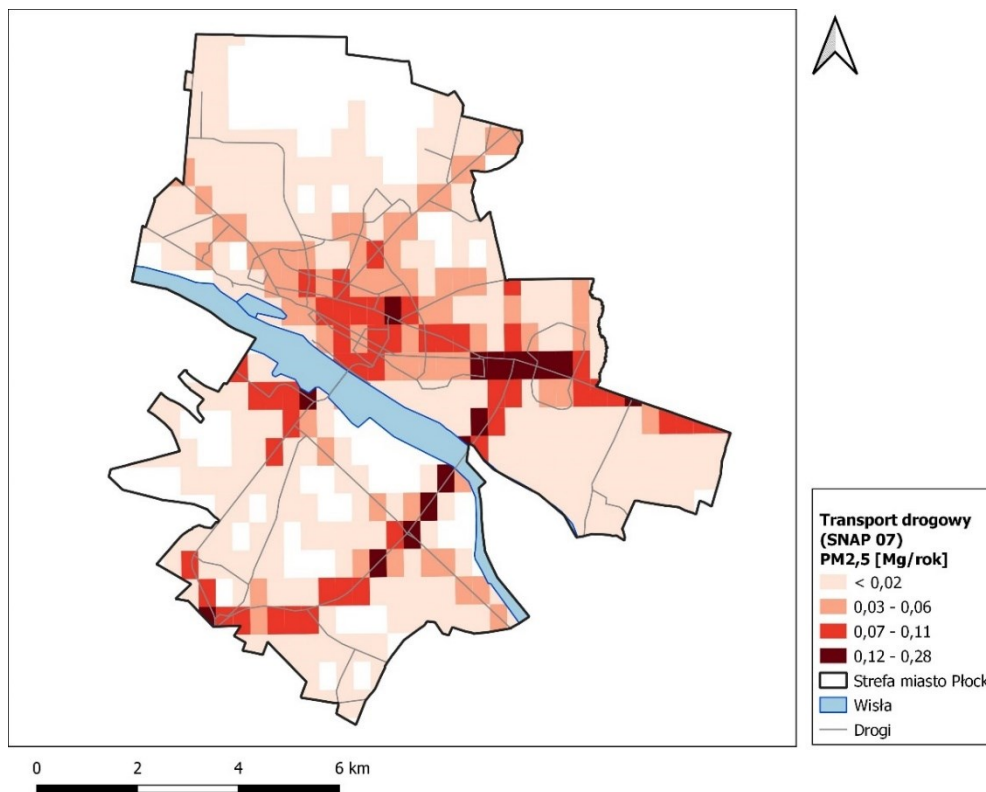 Transport drogowy
(SNAP 07)
PM2,5 [Mg/rok]
< 0,02
0,03 - 0,06
0,07 - 0,11
0,12 - 0,28
Strefa miasto Płock
Wisła
Drogi
0 2 4 6 km